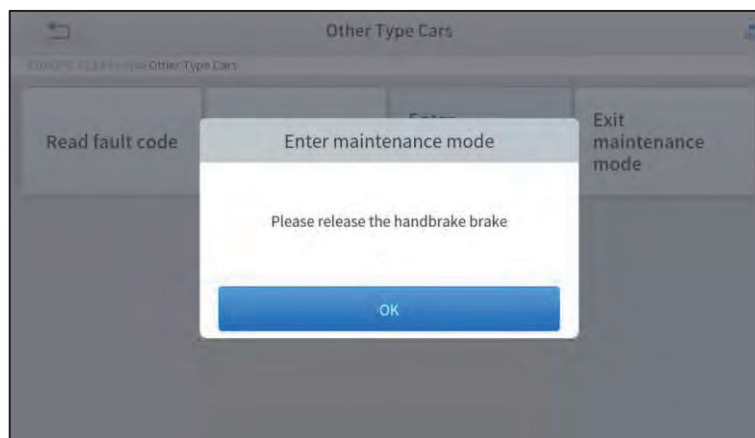 Other Type Cars
Other Type Cars
Read fault code
Exit
maintenance
mode
Enter maintenance mode
Please release the handbrake brake
OK